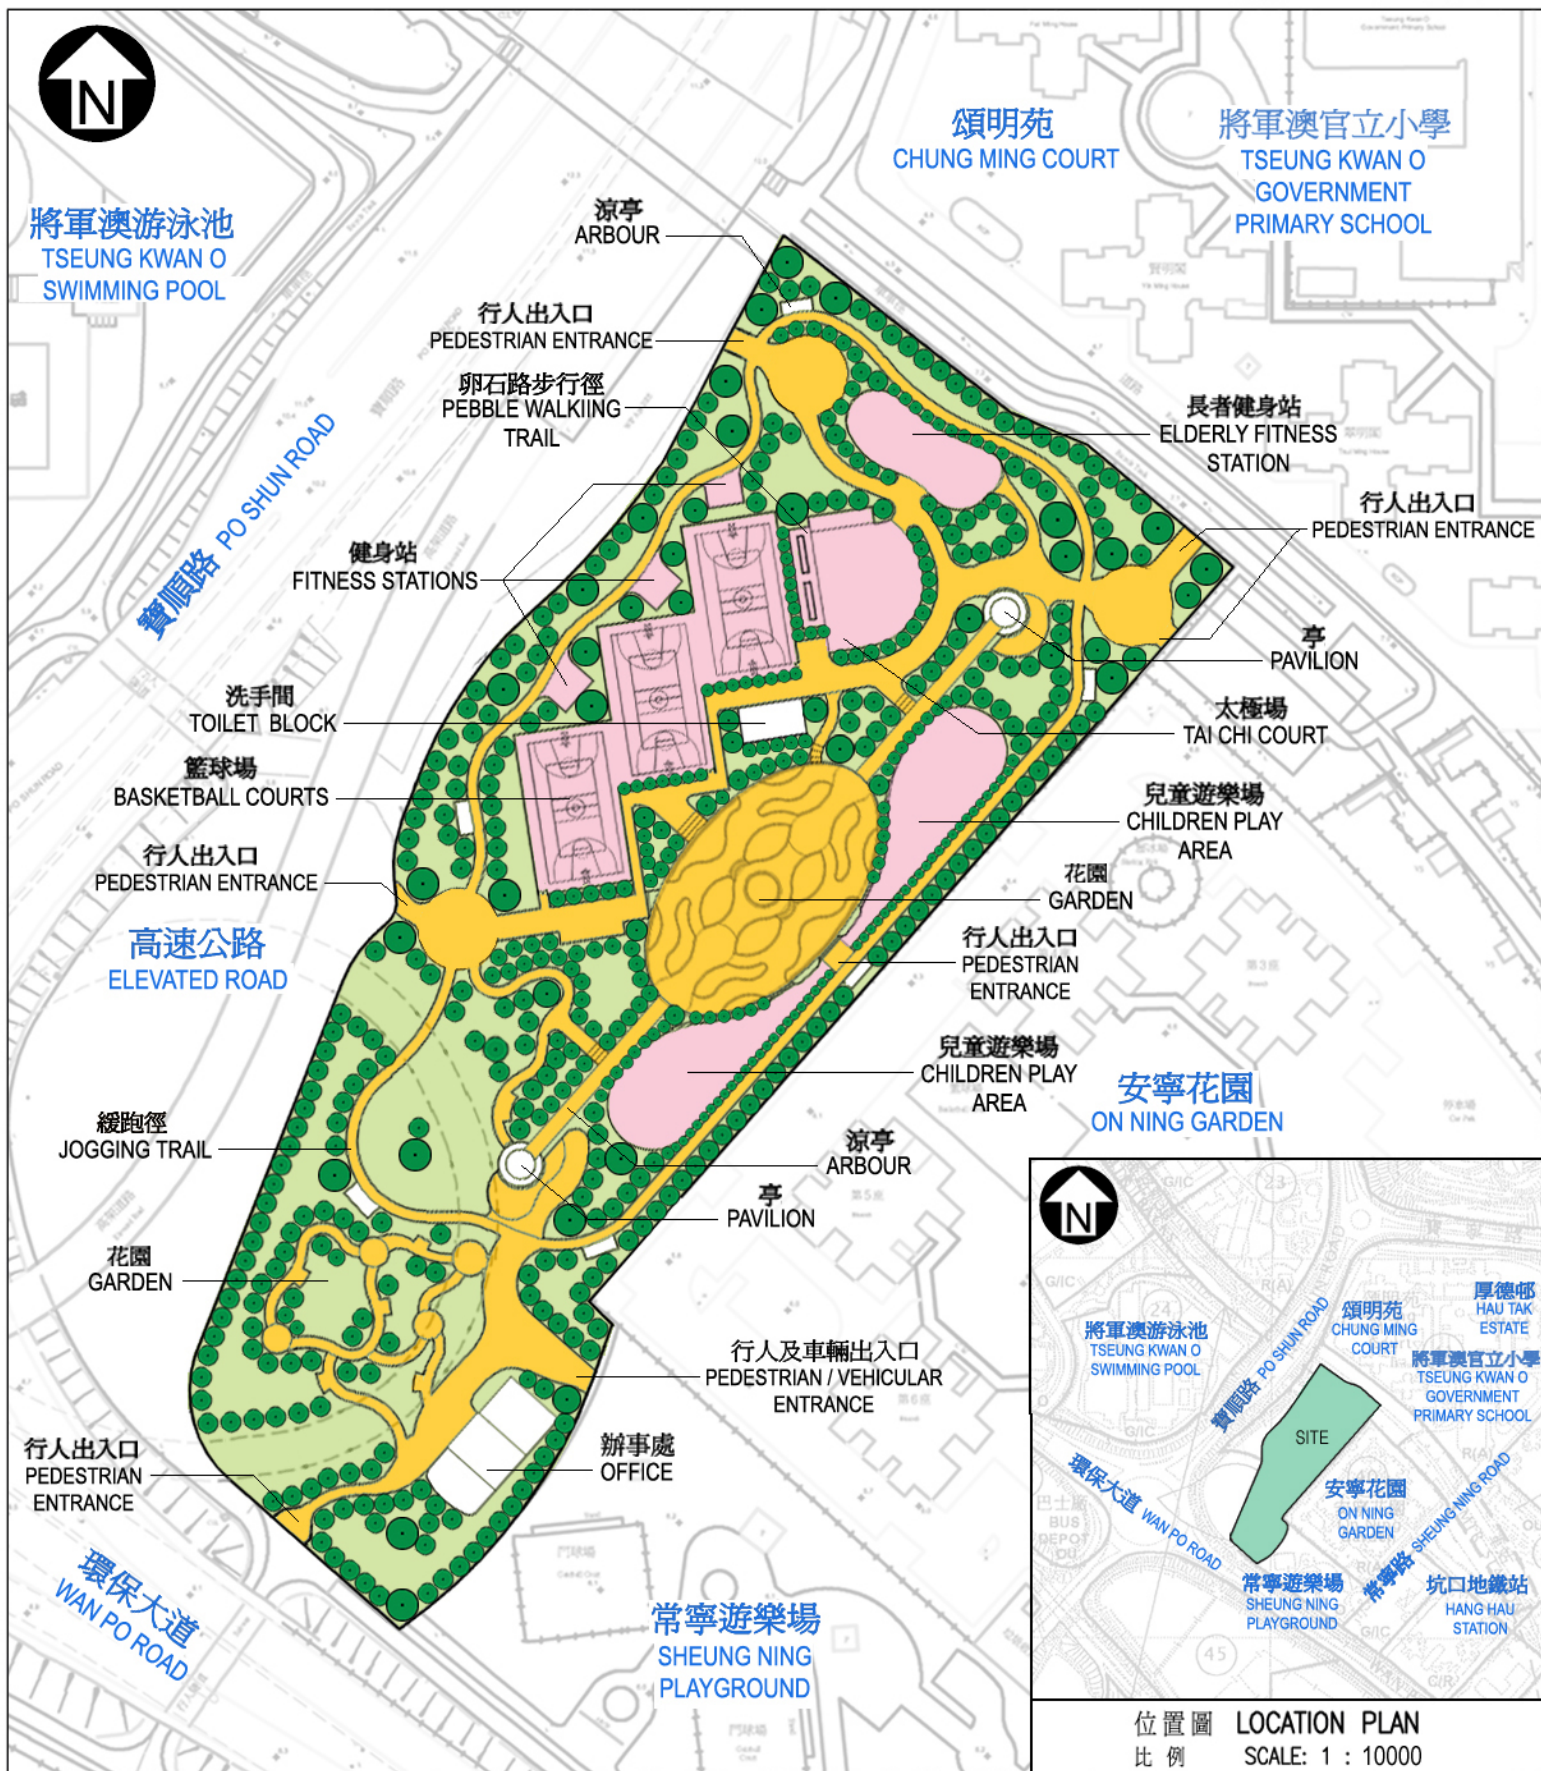 N
頌明苑
CHUNG MING COURT
將軍澳官立小學
TSEUNG KWAN O
GOVERNMENT
PRIMARY SCHOOL
將軍澳游泳池
TSEUNG KWAN O
SWIMMING POOL
涼亭
ARBOUR
行人出入口
PEDESTRIAN ENTRANCE
卵石路步行徑
PEBBLE WALKIING
TRAIL
長者健身站
ELDERLY FITNESS
STATION
行人出入口
PEDESTRIAN ENTRANCE
寶順路 PO SHUN ROAD
健身站
FITNESS STATIONS
亭
PAVILION
洗手間
TOILET BLOCK
太極場
TAI CHI COURT
籃球場
BASKETBALL COURTS
兒童遊樂場
CHILDREN PLAY
AREA
行人出入口
PEDESTRIAN ENTRANCE
花園
GARDEN
高速公路
ELEVATED ROAD
行人出入口
PEDESTRIAN
ENTRANCE
兒童遊樂場
CHILDREN PLAY
AREA
安寧花園
ON NING GARDEN
緩跑徑
JOGGING TRAIL
涼亭
ARBOUR
亭
PAVILION
花園
GARDEN
行人及車輛出入口
PEDESTRIAN / VEHICULAR
ENTRANCE
行人出入口
PEDESTRIAN
ENTRANCE
辦事處
OFFICE
環保大道
WAN PO ROAD
常寧遊樂場
SHEUNG NING
PLAYGROUND
N
G/IC
23
R(A)
G/IC
24
將軍澳游泳池
TSEUNG KWAN O
SWIMMING POOL
寶順路 PO SHUN ROAD
頌明苑
CHUNG MING
COURT
厚德邨
HAU TAK
ESTATE
將軍澳官立小學
TSEUNG KWAN O
GOVERNMENT
PRIMARY SCHOOL
G/IC
SITE
R(A)
環保大道 WAN PO ROAD
巴士廠
BUS
DEPOT
OU
安寧花園
ON NING
GARDEN
常寧路 SHEUNG NING ROAD
R(A)
常寧遊樂場
SHEUNG NING
PLAYGROUND
坑口地鐵站
HANG HAU
STATION
G/IC
45
G/R
位置圖 LOCATION PLAN
比例 SCALE: 1 : 10000